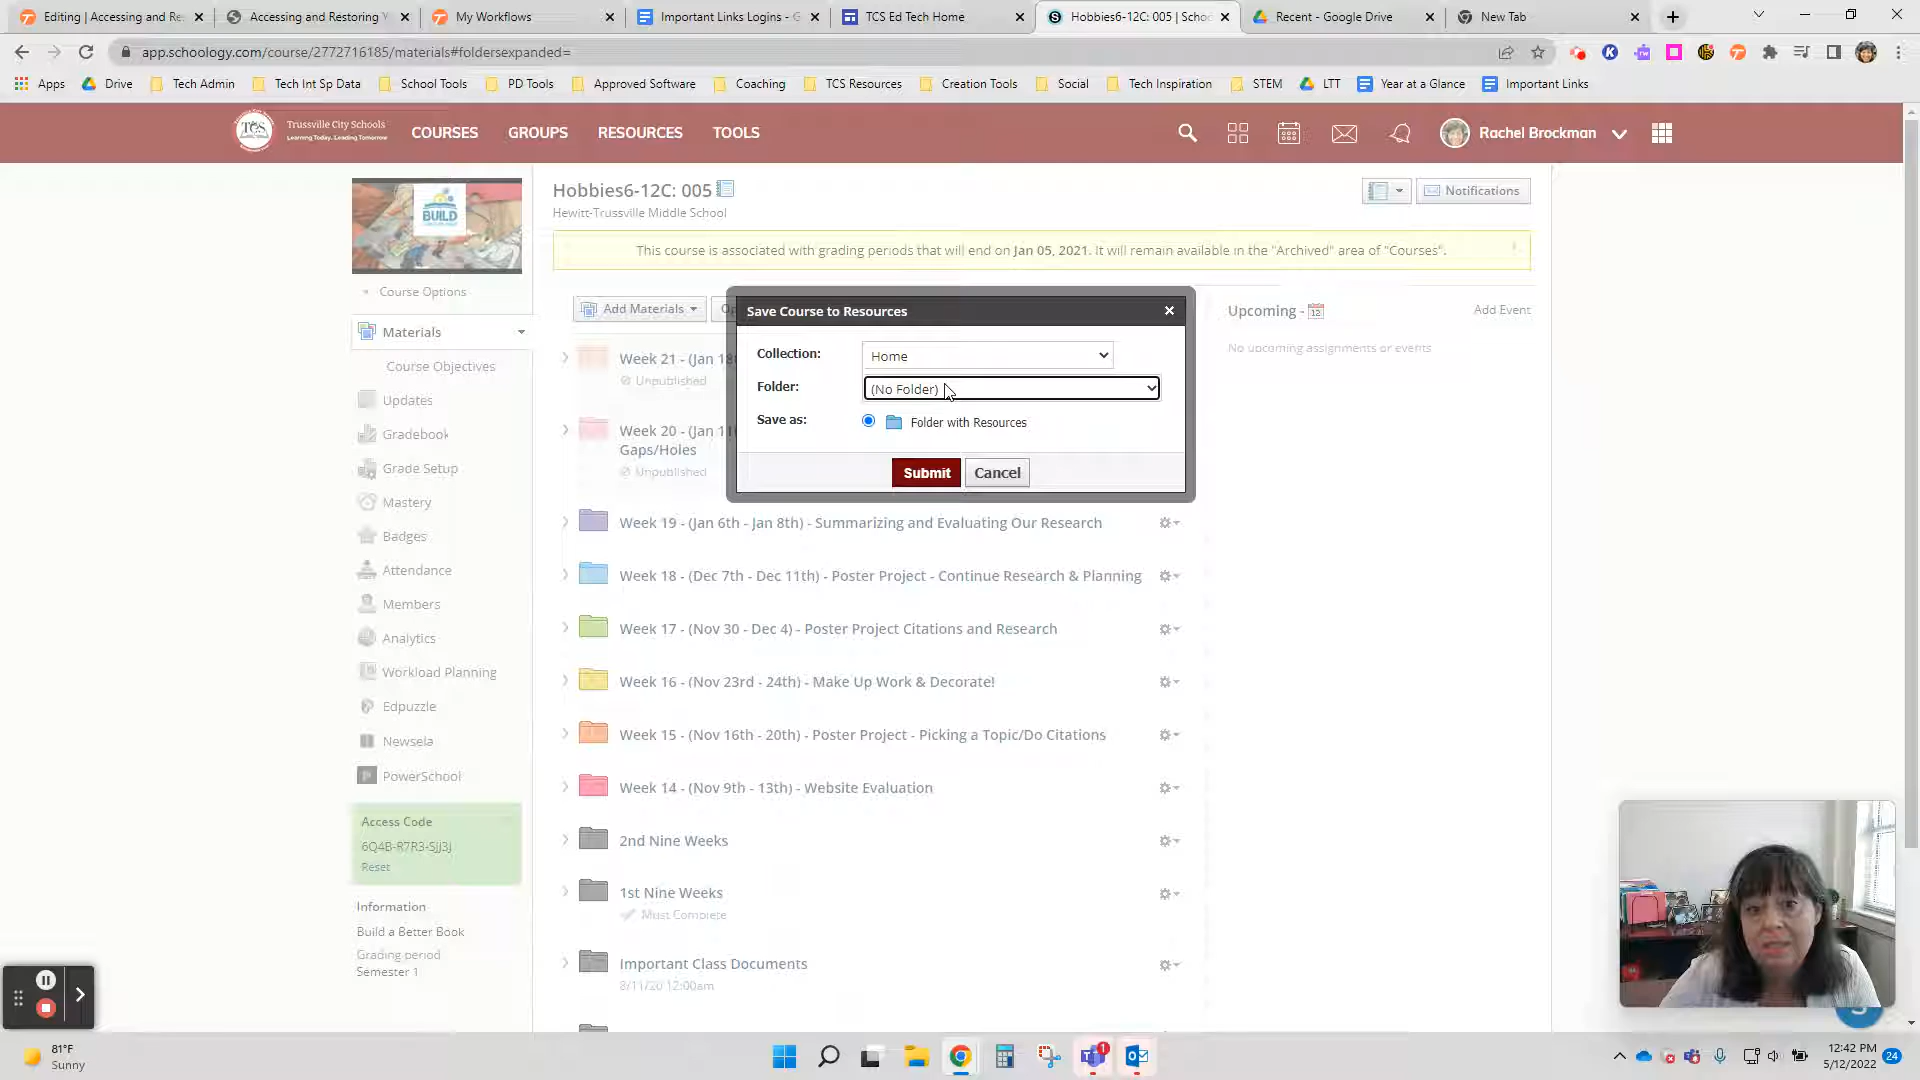 Editing | Accessing and Re
Accessing and Restoring
My Workflows
Important Links Logins - G
TCS Ed Tech Home
Hobbies6-12C: 005 | Schoo
Recent - Google Drive
New Tab
app.schoology.com/course/2772716185/materials#foldersexpanded=
Apps
Drive
Tech Admin
Tech Int Sp Data
School Tools
PD Tools
Approved Software
Coaching
TCS Resources
Creation Tools
Social
Tech Inspiration
STEM
LTT
Year at a Glance
Important Links
TCS
Trussville City Schools
Learning Today. Leading Tomorrow
COURSES
GROUPS
RESOURCES
TOOLS
Rachel Brockman
BUILD
Hobbies6-12C: 005
Hewitt-Trussville Middle School
Notifications
This course is associated with grading periods that will end on Jan 05, 2021. It will remain available in the "Archived" area of "Courses".
Course Options
Materials
Course Objectives
Updates
Gradebook
Grade Setup
Mastery
Badges
Attendance
Members
Analytics
Workload Planning
Edpuzzle
Newsela
PowerSchool
Access Code
6Q4B-R7R3-SJJ3J
Reset
Information
Build a Better Book
Grading period
Semester 1
Add Materials
Op
Save Course to Resources
Collection:
Home
Folder:
(No Folder)
Save as:
Folder with Resources
Submit
Cancel
Week 21 - (Jan 18
Unpublished
Week 20 - (Jan 11
Gaps/Holes
Unpublished
Week 19 - (Jan 6th - Jan 8th) - Summarizing and Evaluating Our Research
Week 18 - (Dec 7th - Dec 11th) - Poster Project - Continue Research & Planning
Week 17 - (Nov 30 - Dec 4) - Poster Project Citations and Research
Week 16 - (Nov 23rd - 24th) - Make Up Work & Decorate!
Week 15 - (Nov 16th - 20th) - Poster Project - Picking a Topic/Do Citations
Week 14 - (Nov 9th - 13th) - Website Evaluation
2nd Nine Weeks
1st Nine Weeks
Must Complete
Important Class Documents
8/11/20 12:00am
Upcoming -
12
Add Event
No upcoming assignments or events
81°F
Sunny
1
12:42 PM
5/12/2022
24